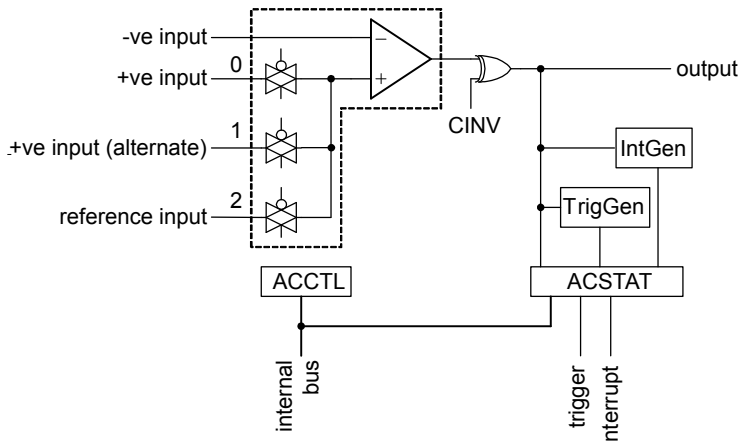 -ve input
0
+ve input
−
+
output
CINV
1
+ve input (alternate)
IntGen
2
reference input
TrigGen
ACCTL
ACSTAT
internal
bus
trigger
nterrupt